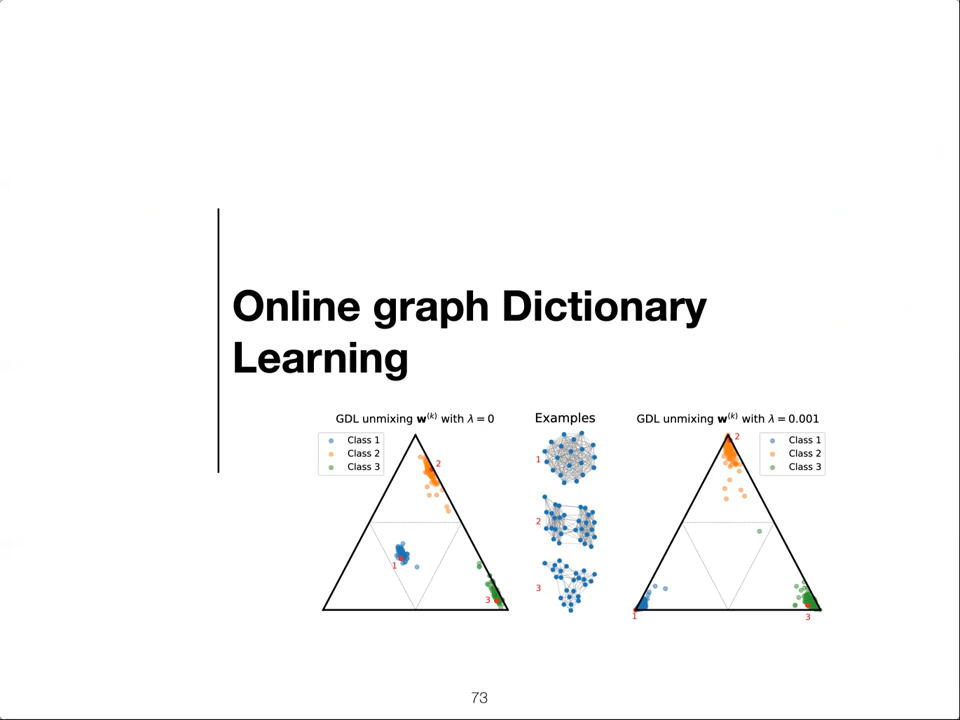 Online graph Dictionary
Learning
GDL unmixing w^(k) with λ = 0
Class 1
Class 2
Class 3
2
1
3
Examples
1
2
3
GDL unmixing w^(k) with λ = 0.001
Class 1
Class 2
Class 3
2
1
3
73